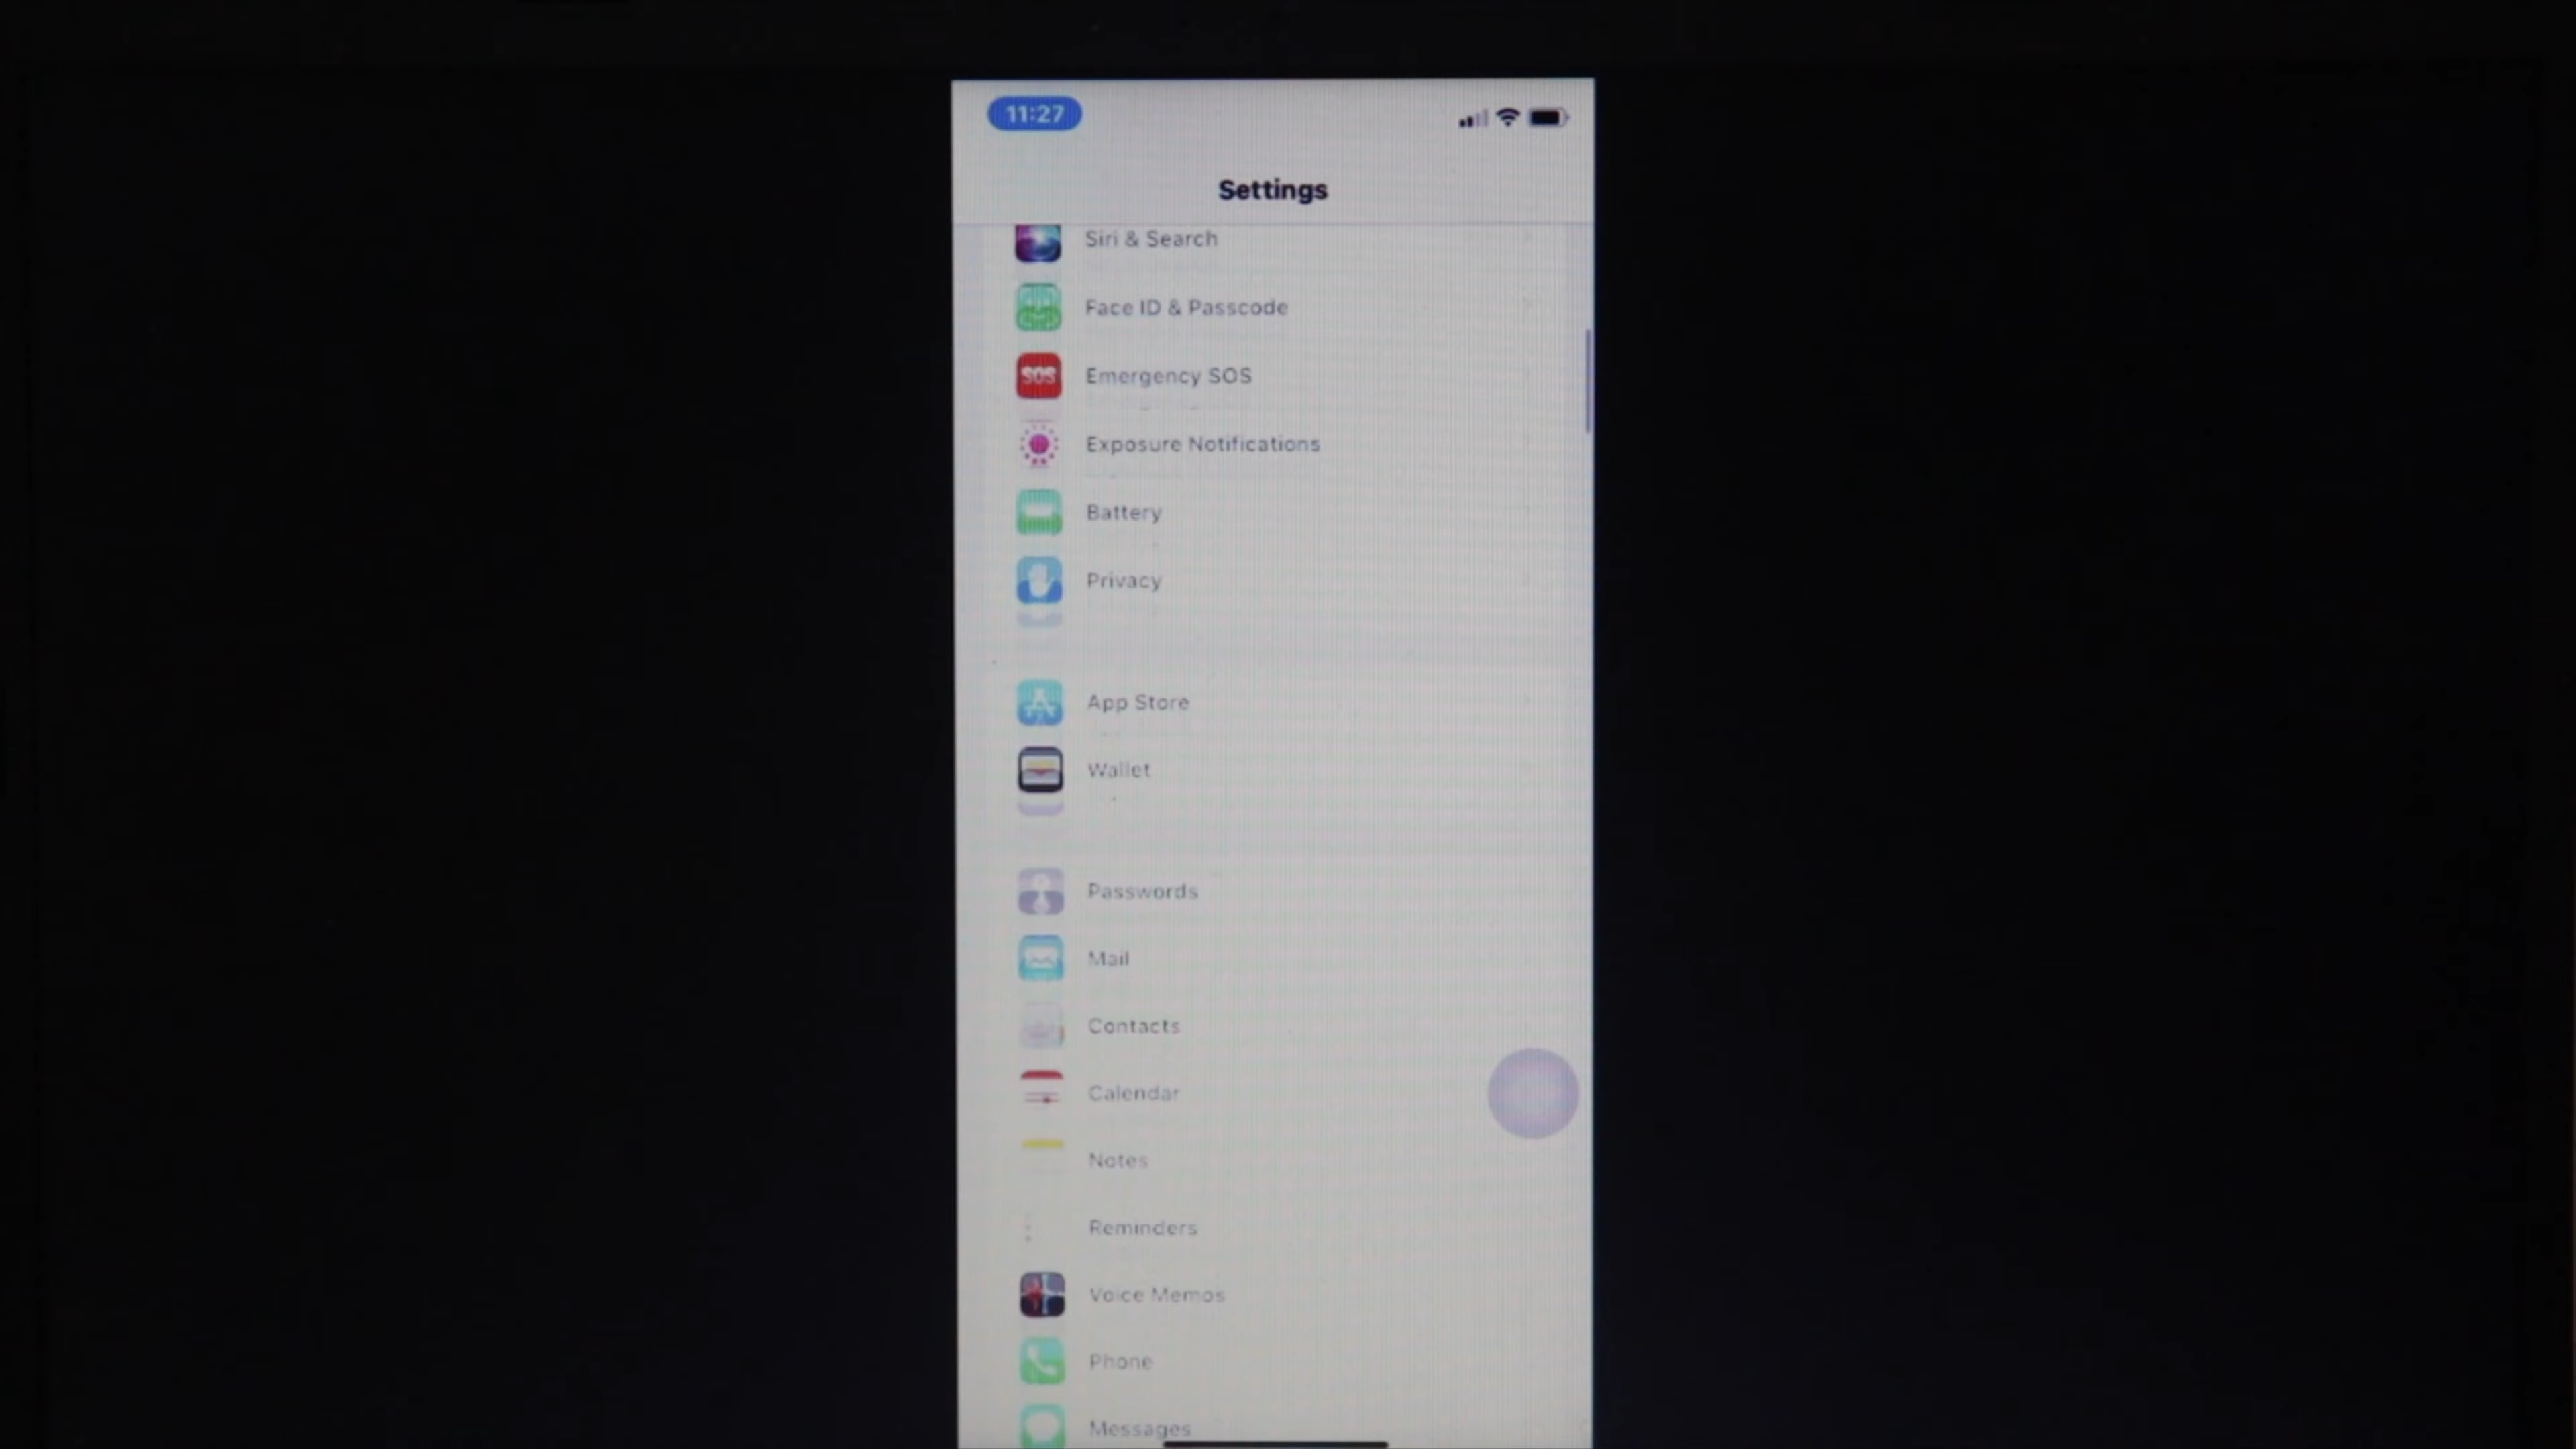 11:27
Settings
Siri & Search
Face ID & Passcode
SOS
Emergency SOS
Exposure Notifications
Battery
Privacy
App Store
Wallet
Passwords
Mail
Contacts
Calendar
Notes
Reminders
Voice Memos
Phone
Messages